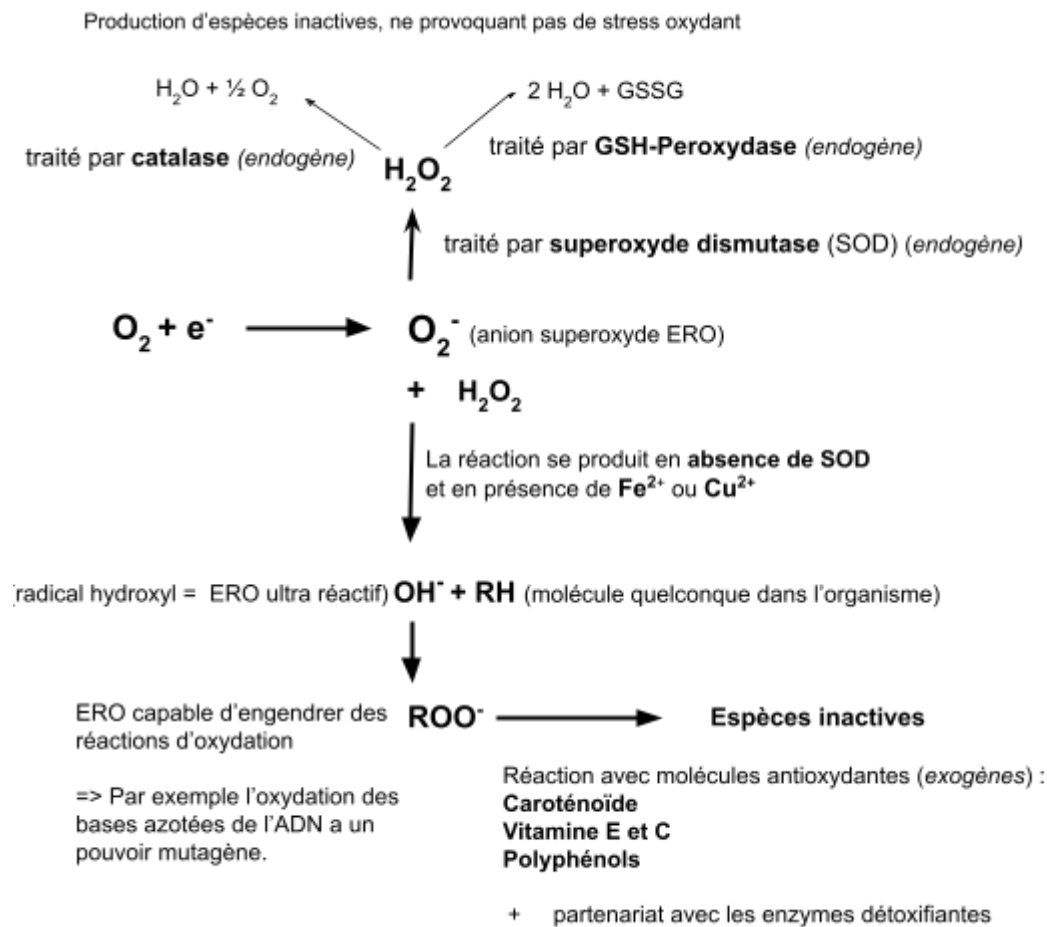 Production d'espèces inactives, ne provoquant pas de stress oxydant
H₂O + ½ O₂
2 H₂O + GSSG
traité par catalase (endogène)
H₂O₂
traité par GSH-Peroxydase (endogène)
traité par superoxyde dismutase (SOD) (endogène)
O₂ + e⁻
O₂⁻ (anion superoxyde ERO)
+ H₂O₂
La réaction se produit en absence de SOD
et en présence de Fe²⁺ ou Cu²⁺
(radical hydroxyl = ERO ultra réactif) OH⁻ + RH (molécule quelconque dans l'organisme)
ERO capable d'engendrer des
réactions d'oxydation
ROO⁻
Espèces inactives
=> Par exemple l'oxydation des
bases azotées de l'ADN a un
pouvoir mutagène.
Réaction avec molécules antioxydantes (exogènes) :
Caroténoïde
Vitamine E et C
Polyphénols
+ partenariat avec les enzymes détoxifiantes